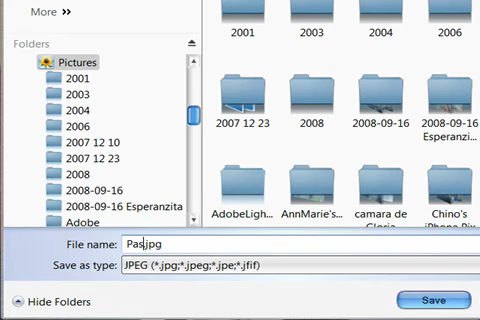 More »
Folders
Pictures
2001
2003
2004
2006
2007 12 10
2007 12 23
2008
2008-09-16
2008-09-16 Esperanzita
Adobe
2001 2003 2004 2006
2007 12 23 2008 2008-09-16 2008-09-16 Esperanzit...
AdobeLigh... AnnMarie's... camara de Gloria Chino's iPhone Pix
File name: Pas.jpg
Save as type: JPEG (*.jpg;*.jpeg;*.jpe;*.jfif)
Hide Folders Save